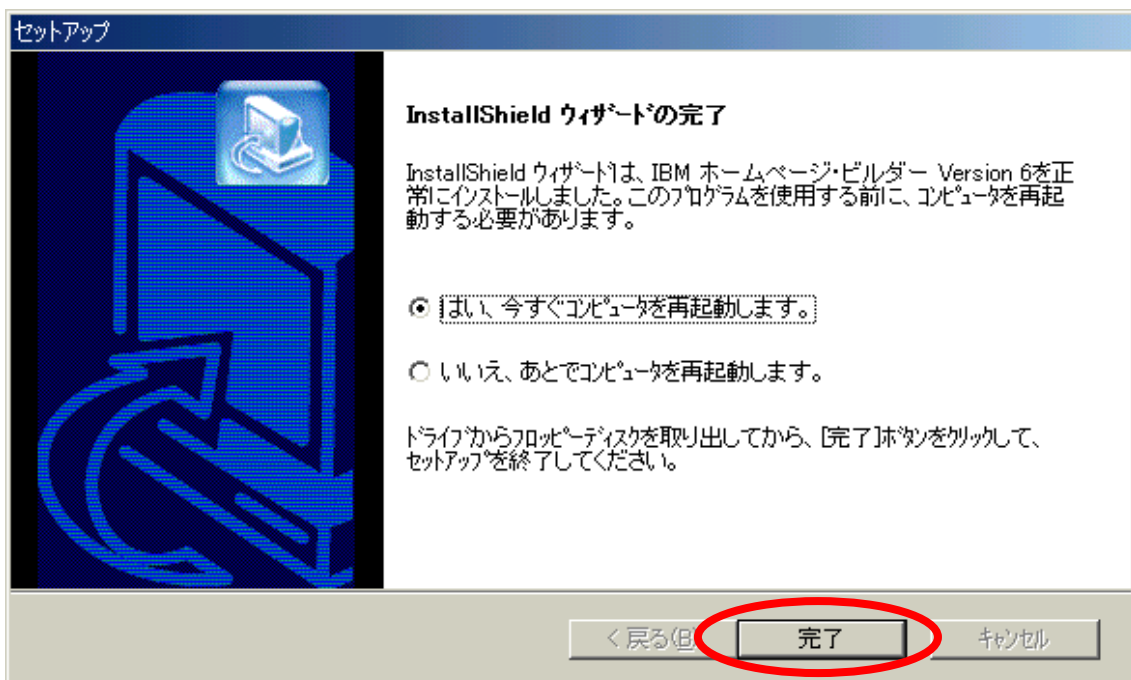 セットアップ
InstallShield ウィザードの完了
InstallShield ウィザードは、IBM ホームページ・ビルダー Version 6を正
常にインストールしました。このプログラムを使用する前に、コンピュータを再起
動する必要があります。
はい、今すぐコンピュータを再起動します。
いいえ、あとでコンピュータを再起動します。
ドライブからフロッピーディスクを取り出してから、[完了]ボタンをクリックして、
セットアップを終了してください。
< 戻る(B) 完了 キャンセル